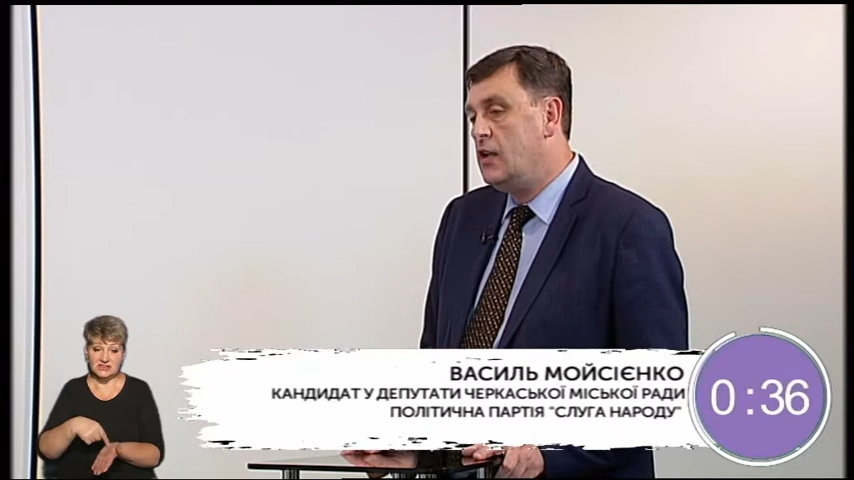 ВАСИЛЬ МОЙСІЄНКО
КАНДИДАТ У ДЕПУТАТИ ЧЕРКАСЬКОЇ МІСЬКОЇ РАДИ
ПОЛІТИЧНА ПАРТІЯ "СЛУГА НАРОДУ"
0:36